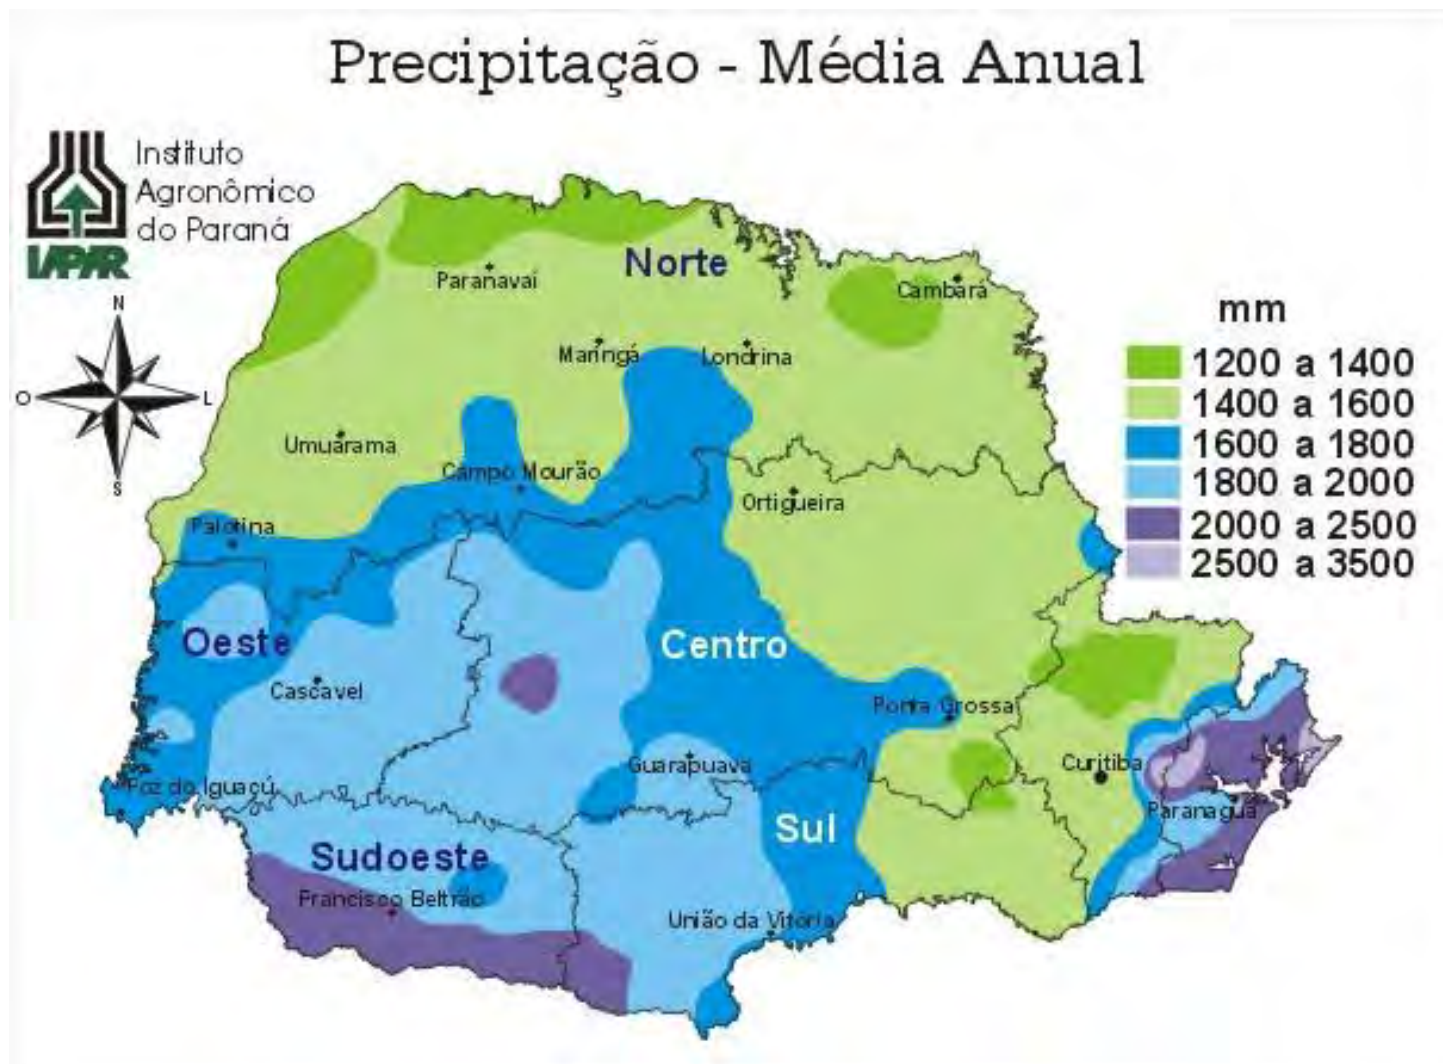 Precipitação - Média Anual
Instituto
Agronômico
do Paraná
IAPAR
N
O
L
S
Norte
Paranavaí
Cambará
Maringá
Londrina
Umuarama
Campo Mourão
Ortigueira
Palotina
Oeste
Centro
Cascavel
Ponta Grossa
Guarapuava
Curitiba
Foz do Iguaçú
Paranaguá
Sul
Sudoeste
Francisco Beltrão
União da Vitória
mm
1200 a 1400
1400 a 1600
1600 a 1800
1800 a 2000
2000 a 2500
2500 a 3500